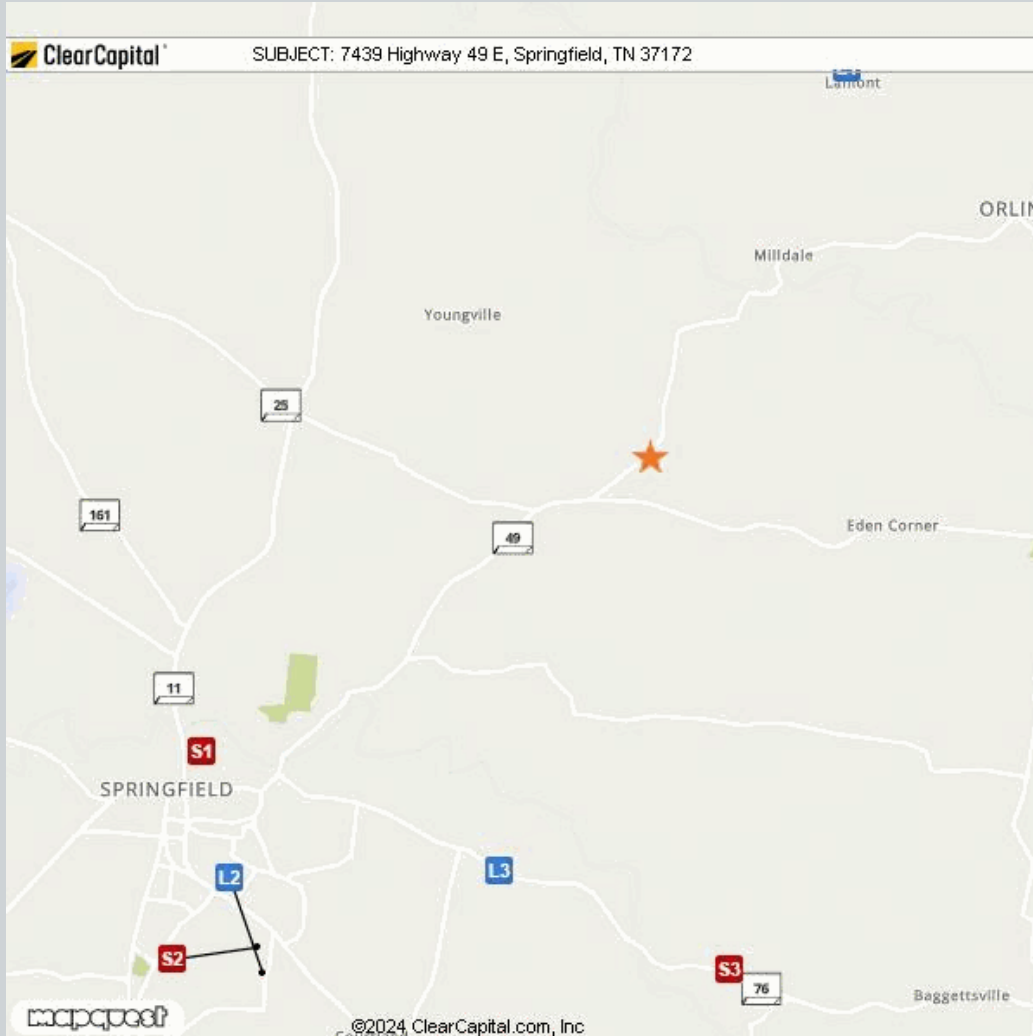 ClearCapital
SUBJECT: 7439 Highway 49 E, Springfield, TN 37172
Lamont
ORLIN
Milldale
Youngville
25
161
49
Eden Corner
11
S1
SPRINGFIELD
L2
L3
S2
S3
76
Baggettsville
mapquest
©2024 ClearCapital.com, Inc